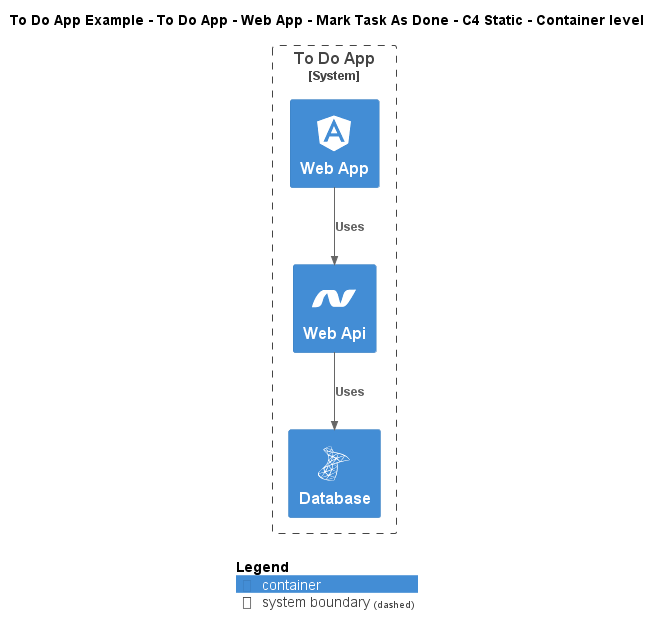 To Do App Example - To Do App - Web App - Mark Task As Done - C4 Static - Container level
To Do App
[System]
Web App
Uses
Web Api
Uses
Database
Legend
container
system boundary (dashed)